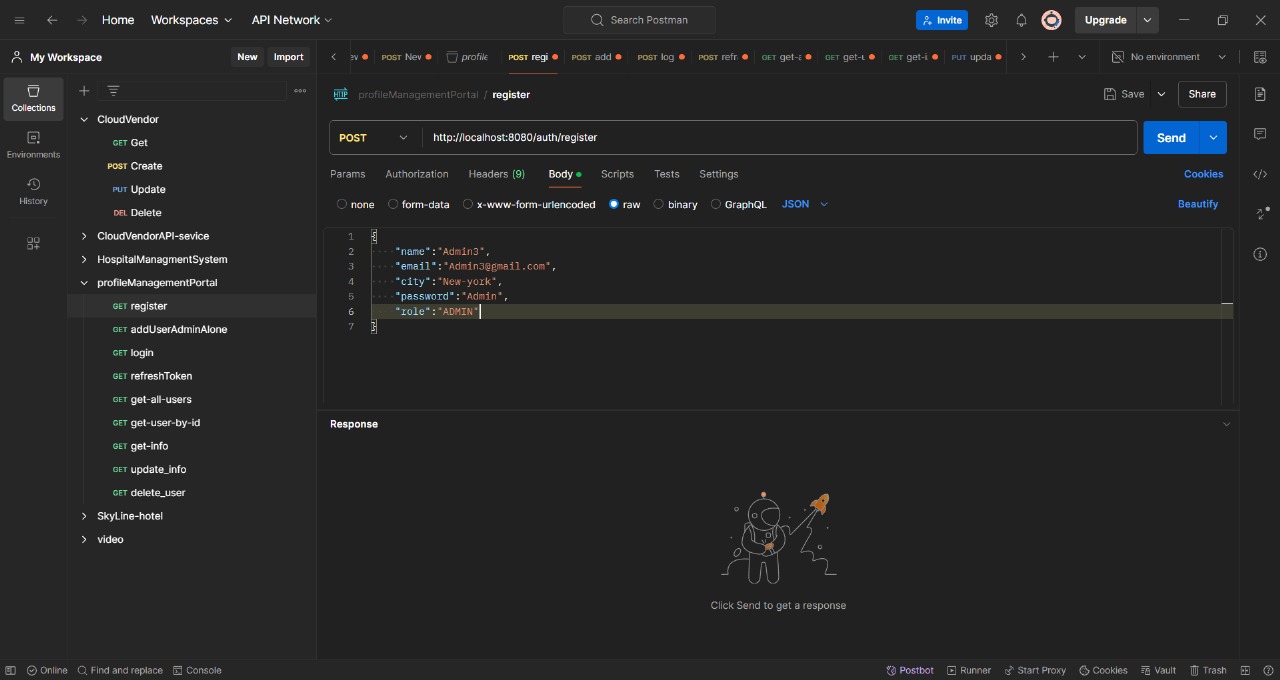 Home
Workspaces
API Network
Search Postman
Invite
Upgrade
My Workspace
New
Import
POST Nev
profile
POST regi
POST add
POST log
POST refr
GET get-a
GET get-u
GET get-i
PUT upda
No environment
Collections
Environments
History
CloudVendor
GET Get
POST Create
PUT Update
DEL Delete
CloudVendorAPI-sevice
HospitalManagmentSystem
profileManagementPortal
GET register
GET addUserAdminAlone
GET login
GET refreshToken
GET get-all-users
GET get-user-by-id
GET get-info
GET update_info
GET delete_user
SkyLine-hotel
video
HTTP profileManagementPortal / register
Save
Share
POST http://localhost:8080/auth/register
Send
Params Authorization Headers (9) Body Scripts Tests Settings
Cookies
none form-data x-www-form-urlencoded raw binary GraphQL JSON
Beautify
1 {
2 "name":"Admin3",
3 "email":"Admin3@gmail.com",
4 "city":"New-york",
5 "password":"Admin",
6 "role":"ADMIN"
7 }
Response
Click Send to get a response
Online
Find and replace
Console
Postbot
Runner
Start Proxy
Cookies
Vault
Trash